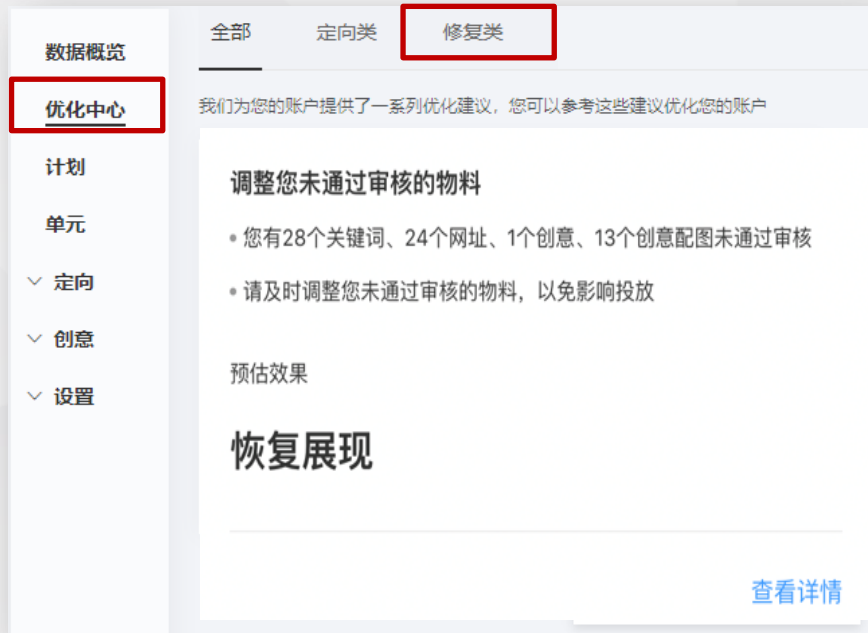 数据概览
优化中心
计划
单元
定向
创意
设置
全部 定向类 修复类
我们为您的账户提供了一系列优化建议，您可以参考这些建议优化您的账户
调整您未通过审核的物料
• 您有28个关键词、24个网址、1个创意、13个创意配图未通过审核
• 请及时调整您未通过审核的物料，以免影响投放
预估效果
恢复展现
查看详情